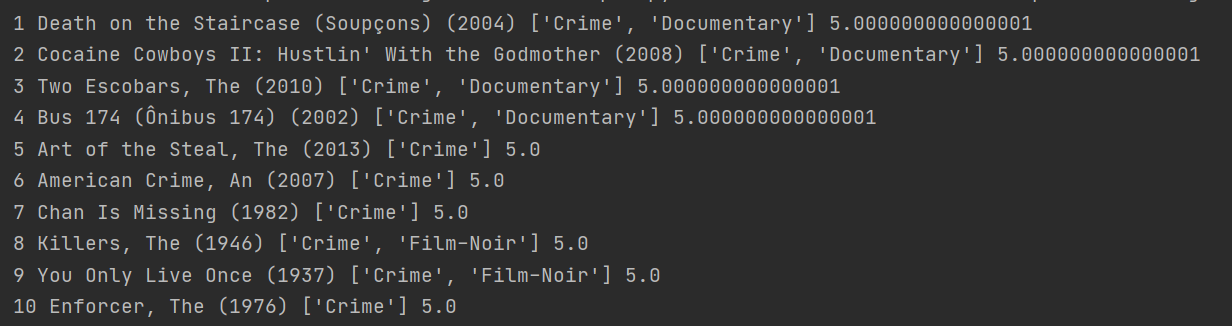 1 Death on the Staircase (Soupçons) (2004) ['Crime', 'Documentary'] 5.000000000000001
2 Cocaine Cowboys II: Hustlin' With the Godmother (2008) ['Crime', 'Documentary'] 5.000000000000001
3 Two Escobars, The (2010) ['Crime', 'Documentary'] 5.000000000000001
4 Bus 174 (Ônibus 174) (2002) ['Crime', 'Documentary'] 5.000000000000001
5 Art of the Steal, The (2013) ['Crime'] 5.0
6 American Crime, An (2007) ['Crime'] 5.0
7 Chan Is Missing (1982) ['Crime'] 5.0
8 Killers, The (1946) ['Crime', 'Film-Noir'] 5.0
9 You Only Live Once (1937) ['Crime', 'Film-Noir'] 5.0
10 Enforcer, The (1976) ['Crime'] 5.0